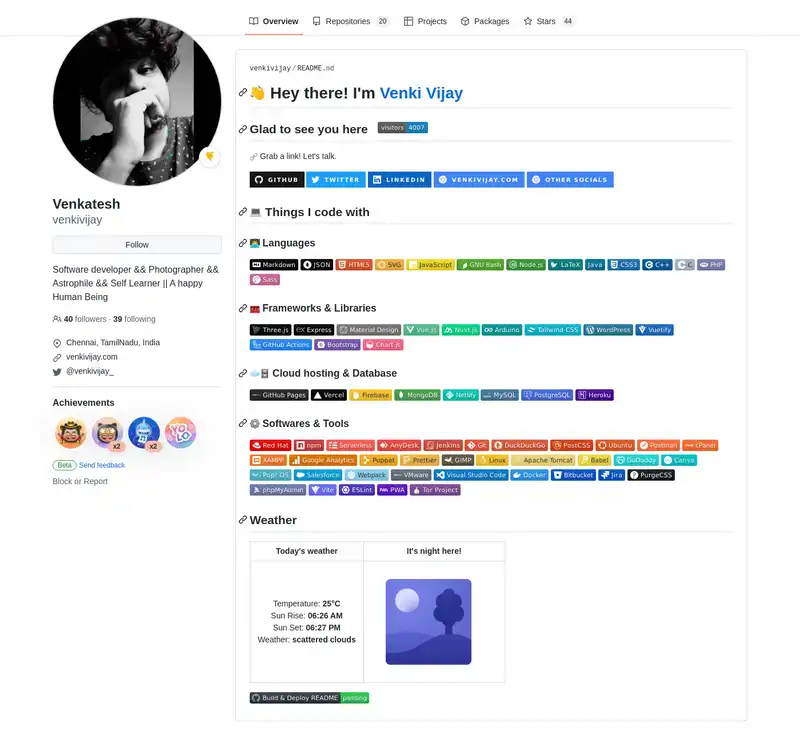 Overview
Repositories 20
Projects
Packages
Stars 44
Venkatesh
venkivijay
Follow
Software developer && Photographer &&
Astrophile && Self Learner || A happy
Human Being
40 followers · 39 following
Chennai, TamilNadu, India
venkivijay.com
@venkivijay_
Achievements
x2
x2
YOLO
Beta Send feedback
Block or Report
venkivijay / README.md
👋 Hey there! I'm Venki Vijay
Glad to see you here visitors 4007
Grab a link! Let's talk.
GITHUB TWITTER LINKEDIN VENKIVIJAY.COM OTHER SOCIALS
Things I code with
Languages
Markdown JSON HTML5 SVG JavaScript GNU Bash Node.js LaTeX Java CSS3 C++ C PHP
Sass
Frameworks & Libraries
Three.js Express Material Design Vue.js Nuxt.js Arduino Tailwind CSS WordPress Vuetify
GitHub Actions Bootstrap Chart.js
Cloud hosting & Database
GitHub Pages Vercel Firebase MongoDB Netlify MySQL PostgreSQL Heroku
Softwares & Tools
Red Hat npm Serverless AnyDesk Jenkins Git DuckDuckGo PostCSS Ubuntu Postman cPanel
XAMPP Google Analytics Puppet Prettier GIMP Linux Apache Tomcat Babel GoDaddy Canva
Pop!_OS Salesforce Webpack VMware Visual Studio Code Docker Bitbucket Jira PurgeCSS
phpMyAdmin Vite ESLint PWA Tor Project
Weather
Today's weather It's night here!
Temperature: 25°C
Sun Rise: 06:26 AM
Sun Set: 06:27 PM
Weather: scattered clouds
Build & Deploy README passing